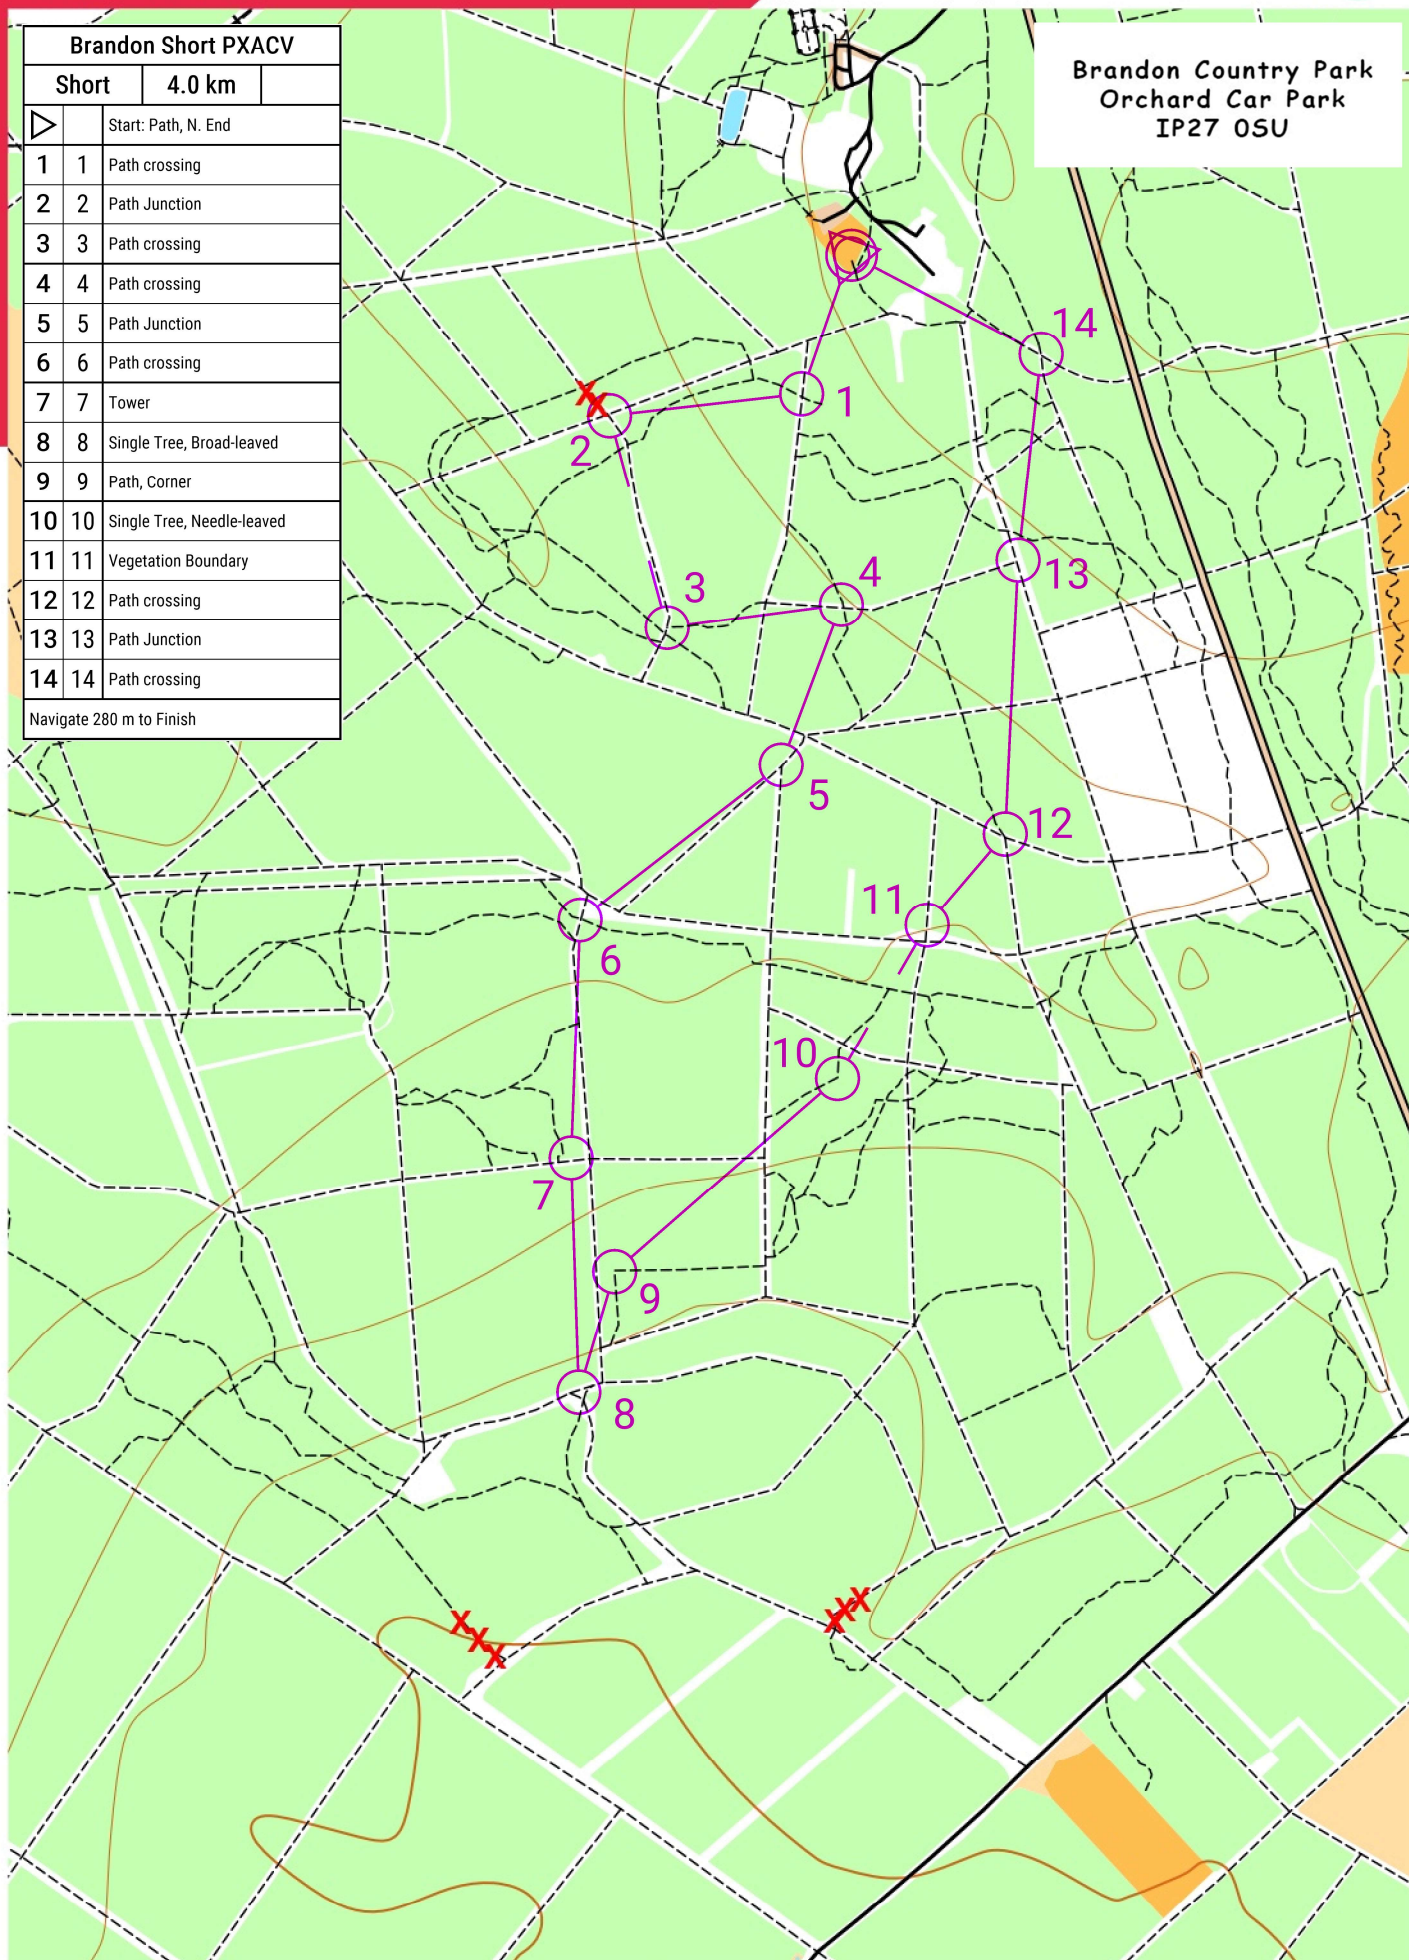 Brandon Short PXACV
Short 4.0 km
Start: Path, N. End
1 1 Path crossing
2 2 Path Junction
3 3 Path crossing
4 4 Path crossing
5 5 Path Junction
6 6 Path crossing
7 7 Tower
8 8 Single Tree, Broad-leaved
9 9 Path, Corner
10 10 Single Tree, Needle-leaved
11 11 Vegetation Boundary
12 12 Path crossing
13 13 Path Junction
14 14 Path crossing
Navigate 280 m to Finish
Brandon Country Park
Orchard Car Park
IP27 0SU
14
1
2
4
3
13
5
12
11
6
10
7
9
8
X
X
X
X
X
X
X
X